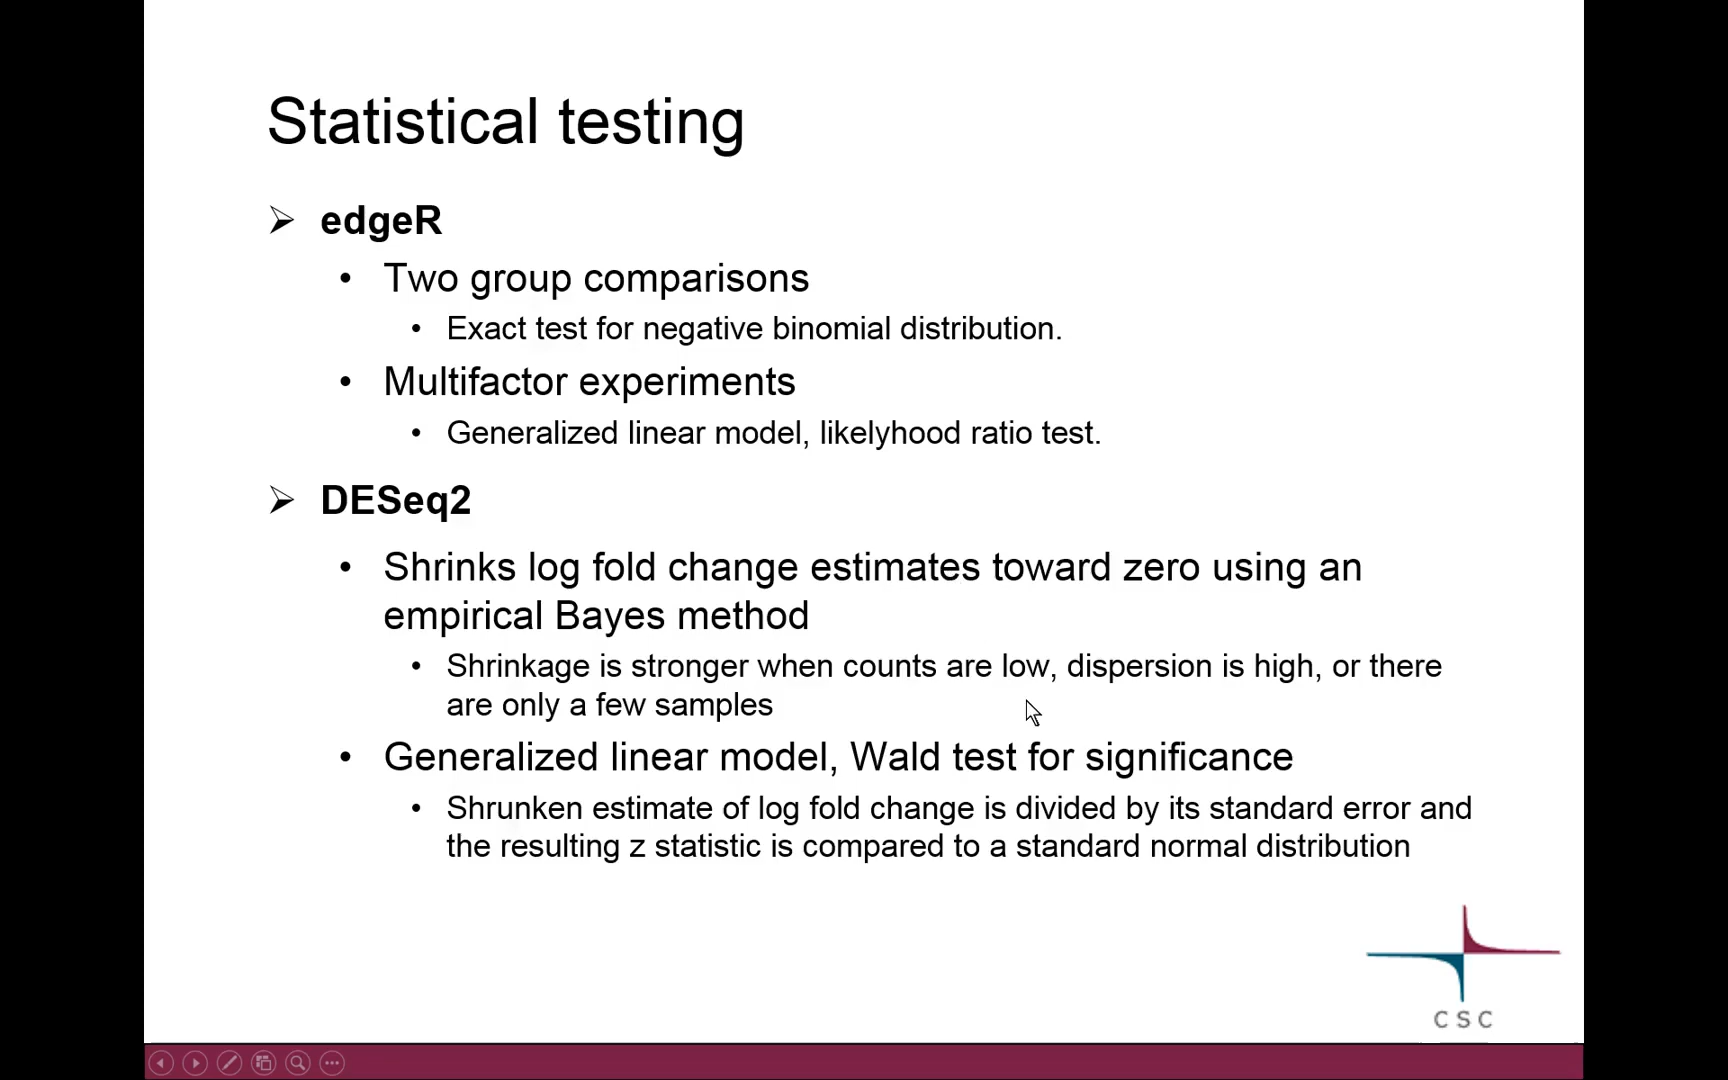 Statistical testing
➢ edgeR
• Two group comparisons
• Exact test for negative binomial distribution.
• Multifactor experiments
• Generalized linear model, likelyhood ratio test.
➢ DESeq2
• Shrinks log fold change estimates toward zero using an
empirical Bayes method
• Shrinkage is stronger when counts are low, dispersion is high, or there
are only a few samples
• Generalized linear model, Wald test for significance
• Shrunken estimate of log fold change is divided by its standard error and
the resulting z statistic is compared to a standard normal distribution
CSC